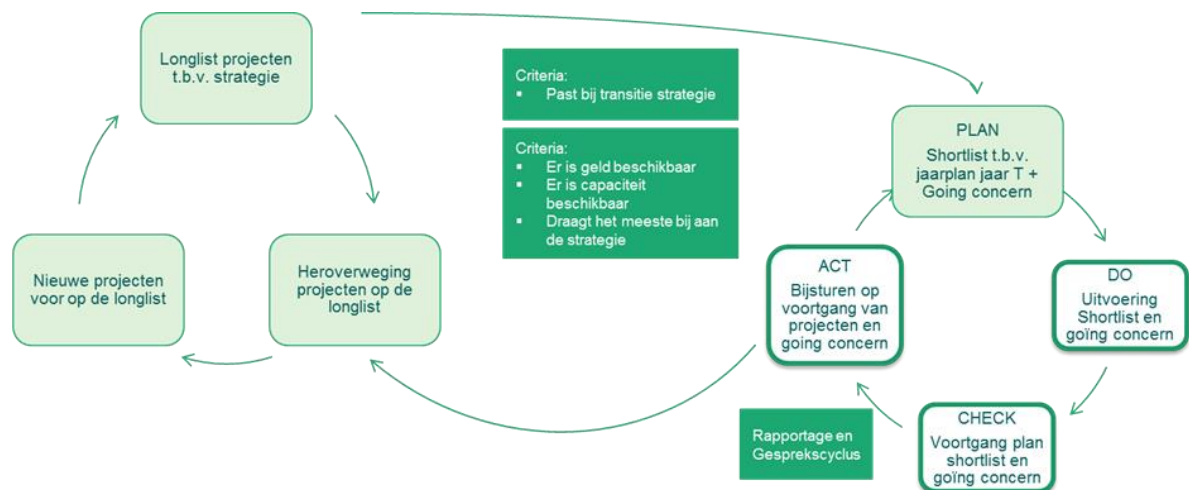 Longlist projecten
t.b.v. strategie
Nieuwe projecten
voor op de longlist
Heroverweging
projecten op de
longlist
Criteria:
▪ Past bij transitie strategie
Criteria:
▪ Er is geld beschikbaar
▪ Er is capaciteit
beschikbaar
▪ Draagt het meeste bij aan
de strategie
PLAN
Shortlist t.b.v.
jaarplan jaar T +
Going concern
DO
Uitvoering
Shortlist en
goïng concern
CHECK
Voortgang plan
shortlist en
goïng concern
ACT
Bijsturen op
voortgang van
projecten en
going concern
Rapportage en
Gesprekscyclus